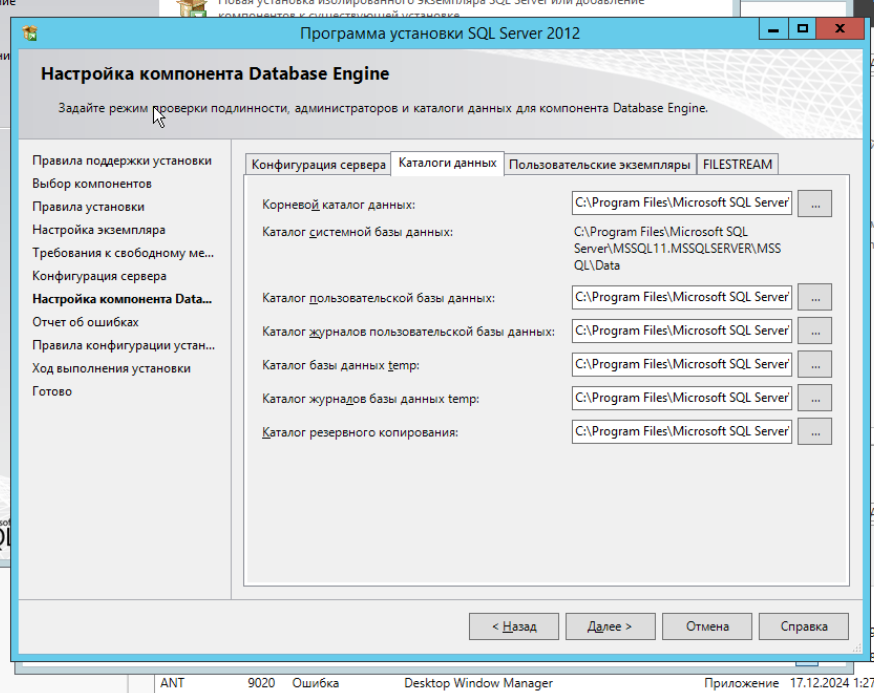 Новая установка изолированного экземпляра SQL Server или добавление
компонентов к существующей установке
Программа установки SQL Server 2012
Настройка компонента Database Engine
Задайте режим проверки подлинности, администраторов и каталоги данных для компонента Database Engine.
Правила поддержки установки
Выбор компонентов
Правила установки
Настройка экземпляра
Требования к свободному ме...
Конфигурация сервера
Настройка компонента Data...
Отчет об ошибках
Правила конфигурации устан...
Ход выполнения установки
Готово
Конфигурация сервера Каталоги данных Пользовательские экземпляры FILESTREAM
Корневой каталог данных: C:\Program Files\Microsoft SQL Server\ ...
Каталог системной базы данных: C:\Program Files\Microsoft SQL
Server\MSSQL11.MSSQLSERVER\MSS
QL\Data
Каталог пользовательской базы данных: C:\Program Files\Microsoft SQL Server\ ...
Каталог журналов пользовательской базы данных: C:\Program Files\Microsoft SQL Server\ ...
Каталог базы данных temp: C:\Program Files\Microsoft SQL Server\ ...
Каталог журналов базы данных temp: C:\Program Files\Microsoft SQL Server\ ...
Каталог резервного копирования: C:\Program Files\Microsoft SQL Server\ ...
< Назад Далее > Отмена Справка
ANT 9020 Ошибка Desktop Window Manager Приложение 17.12.2024 1:27